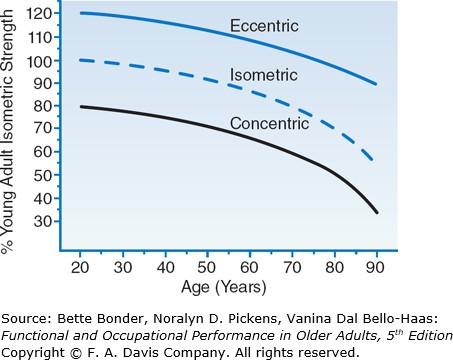 % Young Adult Isometric Strength
120
110
100
90
80
70
60
50
40
30
Eccentric
Isometric
Concentric
20 30 40 50 60 70 80 90
Age (Years)
Source: Bette Bonder, Noralyn D. Pickens, Vanina Dal Bello-Haas:
Functional and Occupational Performance in Older Adults, 5th Edition
Copyright © F. A. Davis Company. All rights reserved.